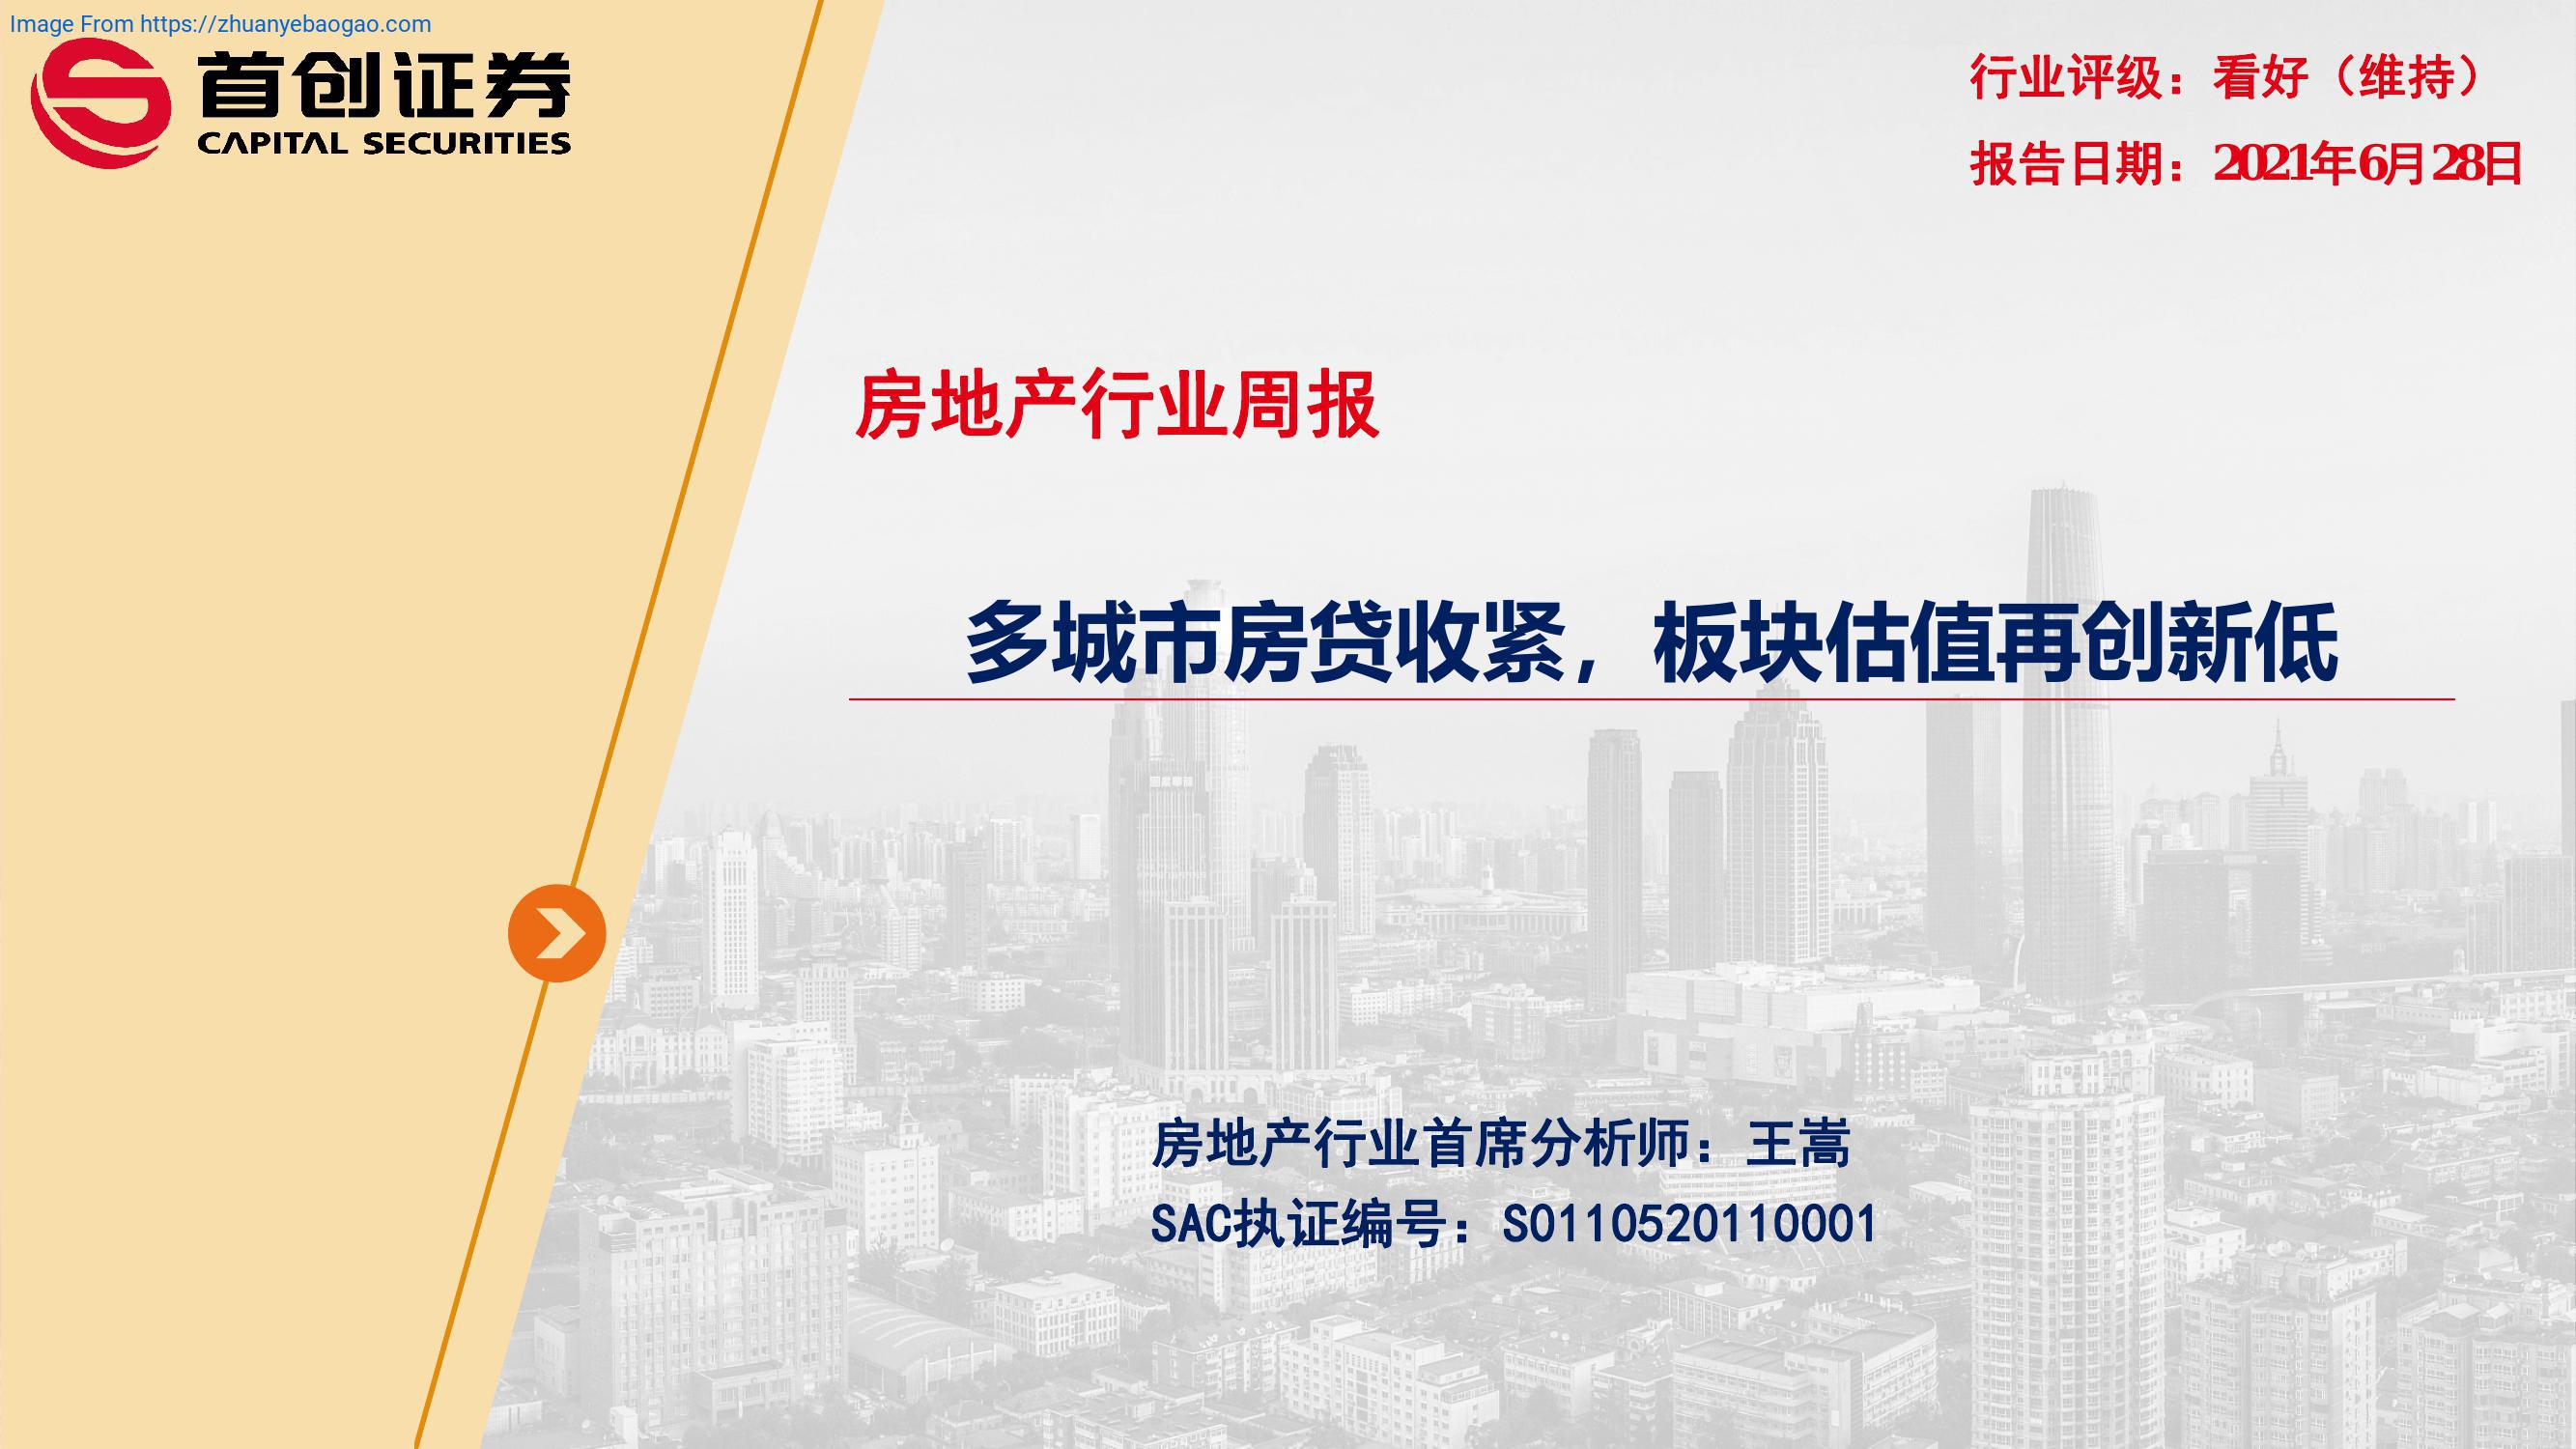 Image From https://zhuanyebaogao.com
首创证券
CAPITAL SECURITIES
行业评级：看好（维持）
报告日期：2021年6月28日
房地产行业周报
多城市房贷收紧，板块估值再创新低
房地产行业首席分析师：王嵩
SAC执证编号：S0110520110001